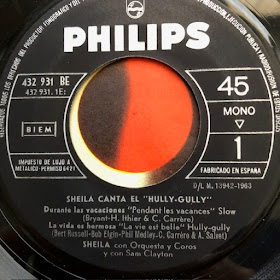 PHILIPS
432 931 BE
432 931. 1E:
BIEM
IMPUESTO DE LUJO A
METALICO.-PERMISO 6421
45
MONO
1
FABRICADO EN ESPAÑA
D/L M. 13942-1963
SHEILA CANTA EL "HULLY-GULLY"
Durante las vacaciones "Pendant les vacances" Slow
(Bryant-H. Ithier & C. Carrère)
La vida es hermosa "La vie est belle" Hully-gully
(Bert Russell-Bob Elgin-Phil Medley-C. Carrère & A. Salvet)
SHEILA con Orquesta y Coros
y con Sam Clayton